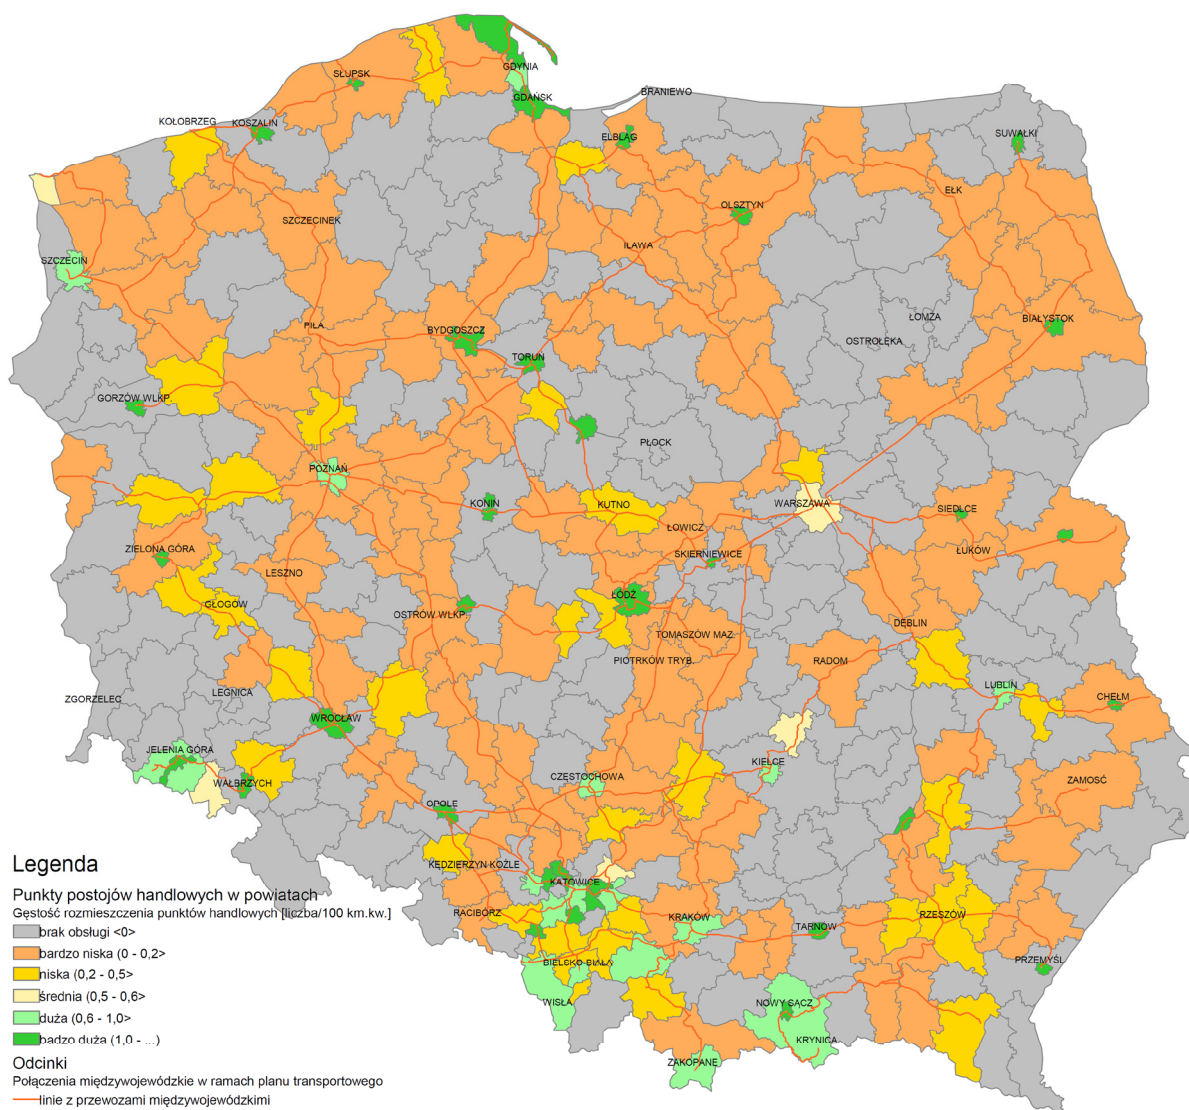 SŁUPSK
GDYNIA
GDAŃSK
BRANIEWO
KOŁOBRZEG
KOSZALIN
ELBLĄG
SUWAŁKI
EŁK
OLSZTYN
SZCZECINEK
IŁAWA
SZCZECIN
ŁOMŻA
BIAŁYSTOK
PIŁA
BYDGOSZCZ
OSTROŁĘKA
TORUŃ
GORZÓW WLKP.
PŁOCK
POZNAŃ
KONIN
KUTNO
WARSZAWA
SIEDLCE
ŁOWICZ
ZIELONA GÓRA
SKIERNIEWICE
ŁUKÓW
LESZNO
ŁÓDŹ
GŁOGÓW
OSTRÓW WLKP.
DĘBLIN
TOMASZÓW MAZ.
PIOTRKÓW TRYB.
RADOM
LUBLIN
LEGNICA
ZGORZELEC
CHEŁM
WROCŁAW
JELENIA GÓRA
KIELCE
CZĘSTOCHOWA
WAŁBRZYCH
ZAMOŚĆ
OPOLE
KĘDZIERZYN KOŹLE
KATOWICE
RACIBÓRZ
KRAKÓW
RZESZÓW
TARNÓW
BIELSKO-BIAŁA
PRZEMYŚL
WISŁA
NOWY SĄCZ
KRYNICA
ZAKOPANE
Legenda
Punkty postojów handlowych w powiatach
Gęstość rozmieszczenia punktów handlowych [liczba/100 km.kw.]
brak obsługi <0>
bardzo niska (0 - 0,2>
niska (0,2 - 0,5>
średnia (0,5 - 0,6>
duża (0,6 - 1,0>
badzo duża (1,0 - ...)
Odcinki
Połączenia międzywojewódzkie w ramach planu transportowego
linie z przewozami międzywojewódzkimi